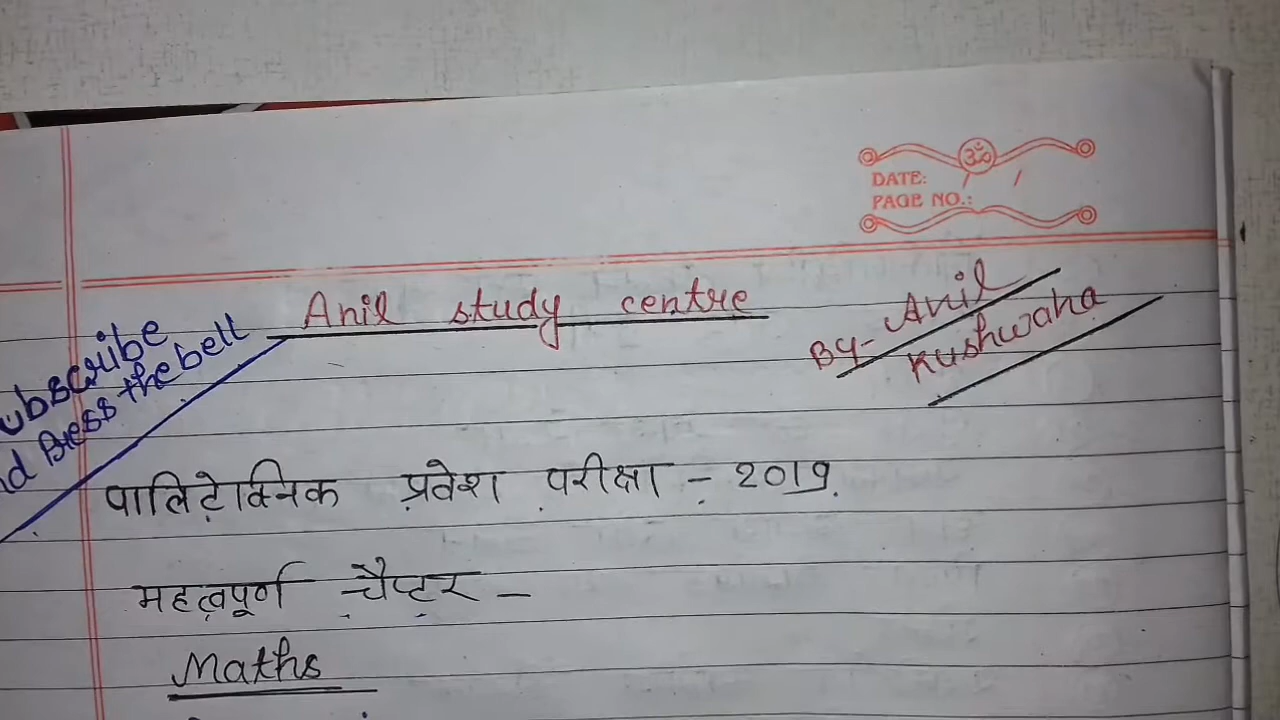 ॐ
DATE: / /
PAGE NO.:
Anil study centre
By- Anil
Kushwaha
ubscribe
nd Press the bell
पालिटेक्निक प्रवेश परीक्षा - 2019
महत्वपूर्ण चैप्टर -
Maths